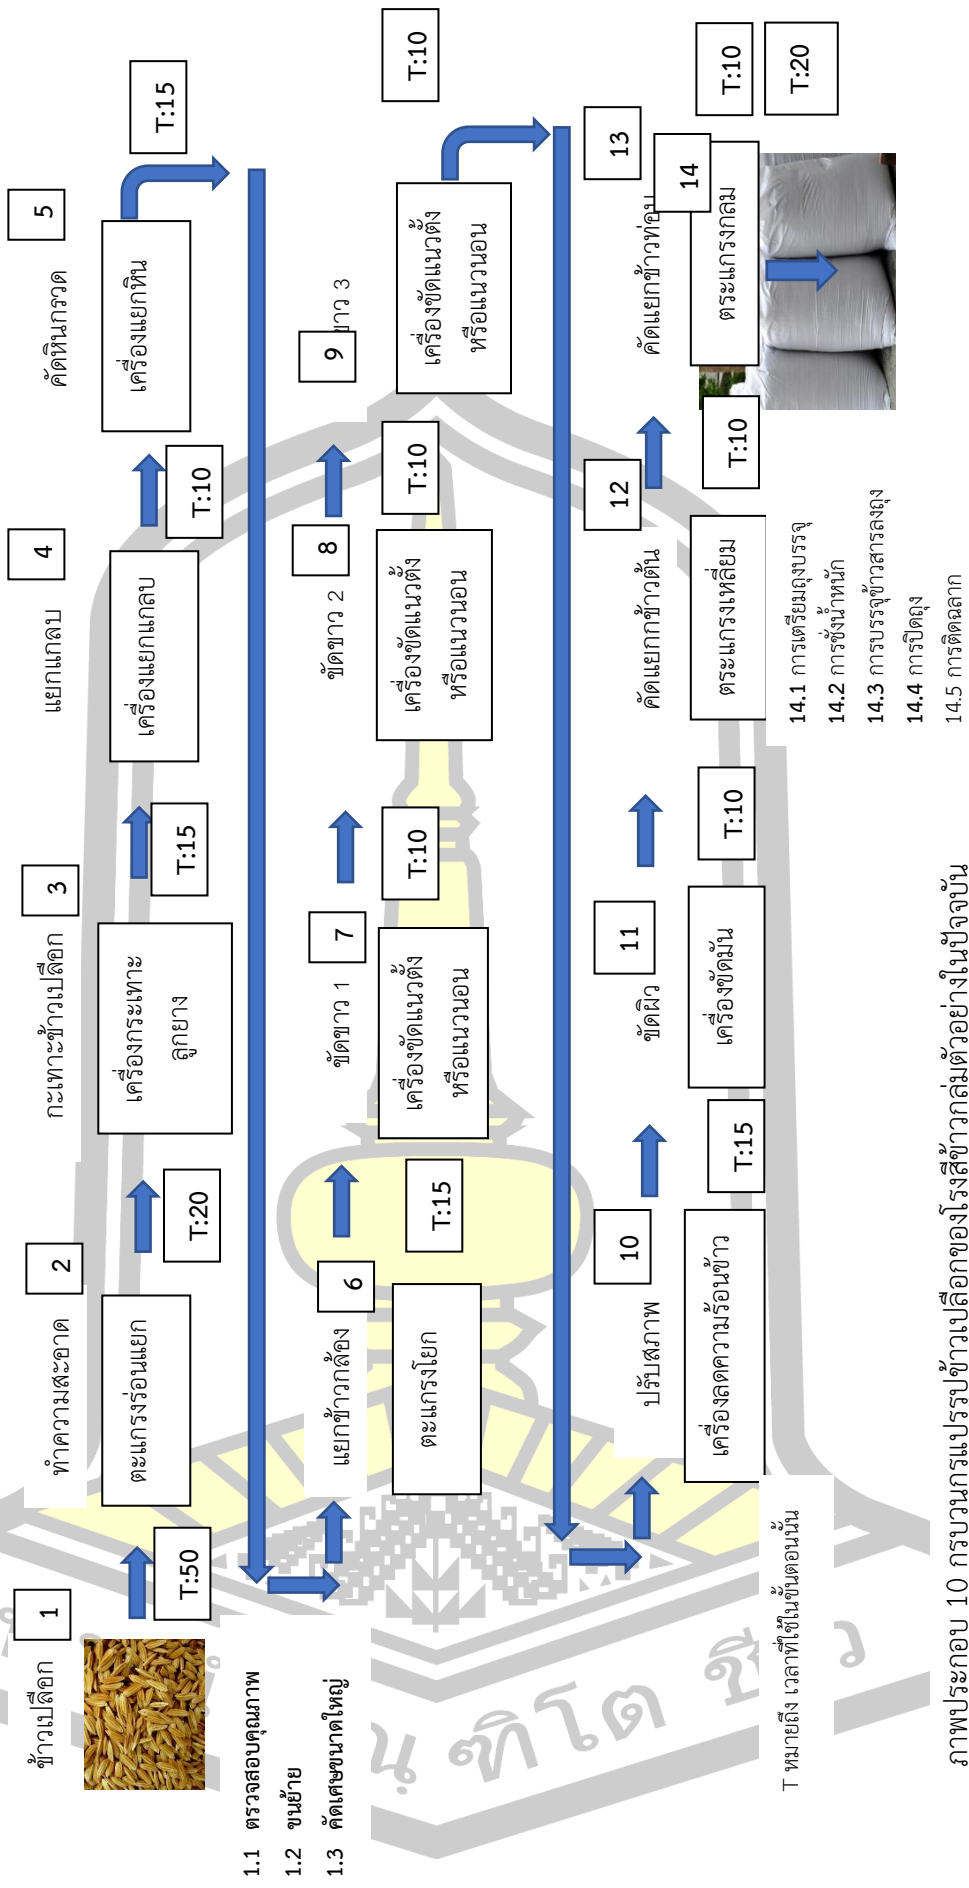 ข้าวเปลือก
1
T:50
1.1 ตรวจสอบคุณภาพ
1.2 ขนย้าย
1.3 คัดเศษขนาดใหญ่
ทำความสะอาด
2
ตะแกรงร่อนแยก
T:20
กะเทาะข้าวเปลือก
3
เครื่องกระเทาะ
ลูกยาง
T:15
แยกแกลบ
4
เครื่องแยกแกลบ
T:10
คัดหินกรวด
5
เครื่องแยกหิน
T:15
แยกข้าวกล้อง
6
ตะแกรงโยก
T:15
ขัดขาว 1
7
เครื่องขัดแนวตั้ง
หรือแนวนอน
T:10
ขัดขาว 2
8
เครื่องขัดแนวตั้ง
หรือแนวนอน
T:10
9
ขาว 3
เครื่องขัดแนวตั้ง
หรือแนวนอน
T:10
ปรับสภาพ
10
เครื่องลดความร้อนข้าว
T:15
ขัดผิว
11
เครื่องขัดมัน
T:10
คัดแยกข้าวต้น
12
ตระแกรงเหลี่ยม
T:10
คัดแยกข้าวท่อน
13
14
ตระแกรงกลม
T:10
T:20
14.1 การเตรียมถุงบรรจุ
14.2 การชั่งน้ำหนัก
14.3 การบรรจุข้าวสารลงถุง
14.4 การปิดถุง
14.5 การติดฉลาก
T หมายถึง เวลาที่ใช้ในขั้นตอนนั้น
ภาพประกอบ 10 กรบวนกรแปรรูปข้าวเปลือกของโรงสีข้าวกลุ่มตัวอย่างในปัจจุบัน